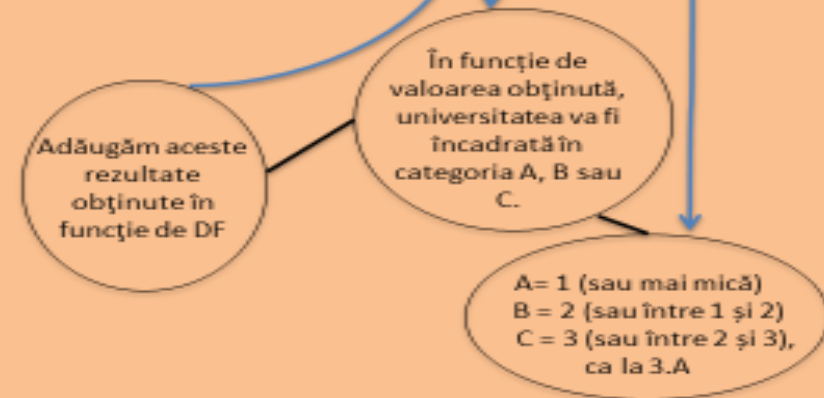 Adăugăm aceste
rezultate
obţinute în
funcţie de DF
În funcţie de
valoarea obţinută,
universitatea va fi
încadrată în
categoria A, B sau
C.
A= 1 (sau mai mică)
B = 2 (sau între 1 şi 2)
C = 3 (sau între 2 şi 3),
ca la 3.A